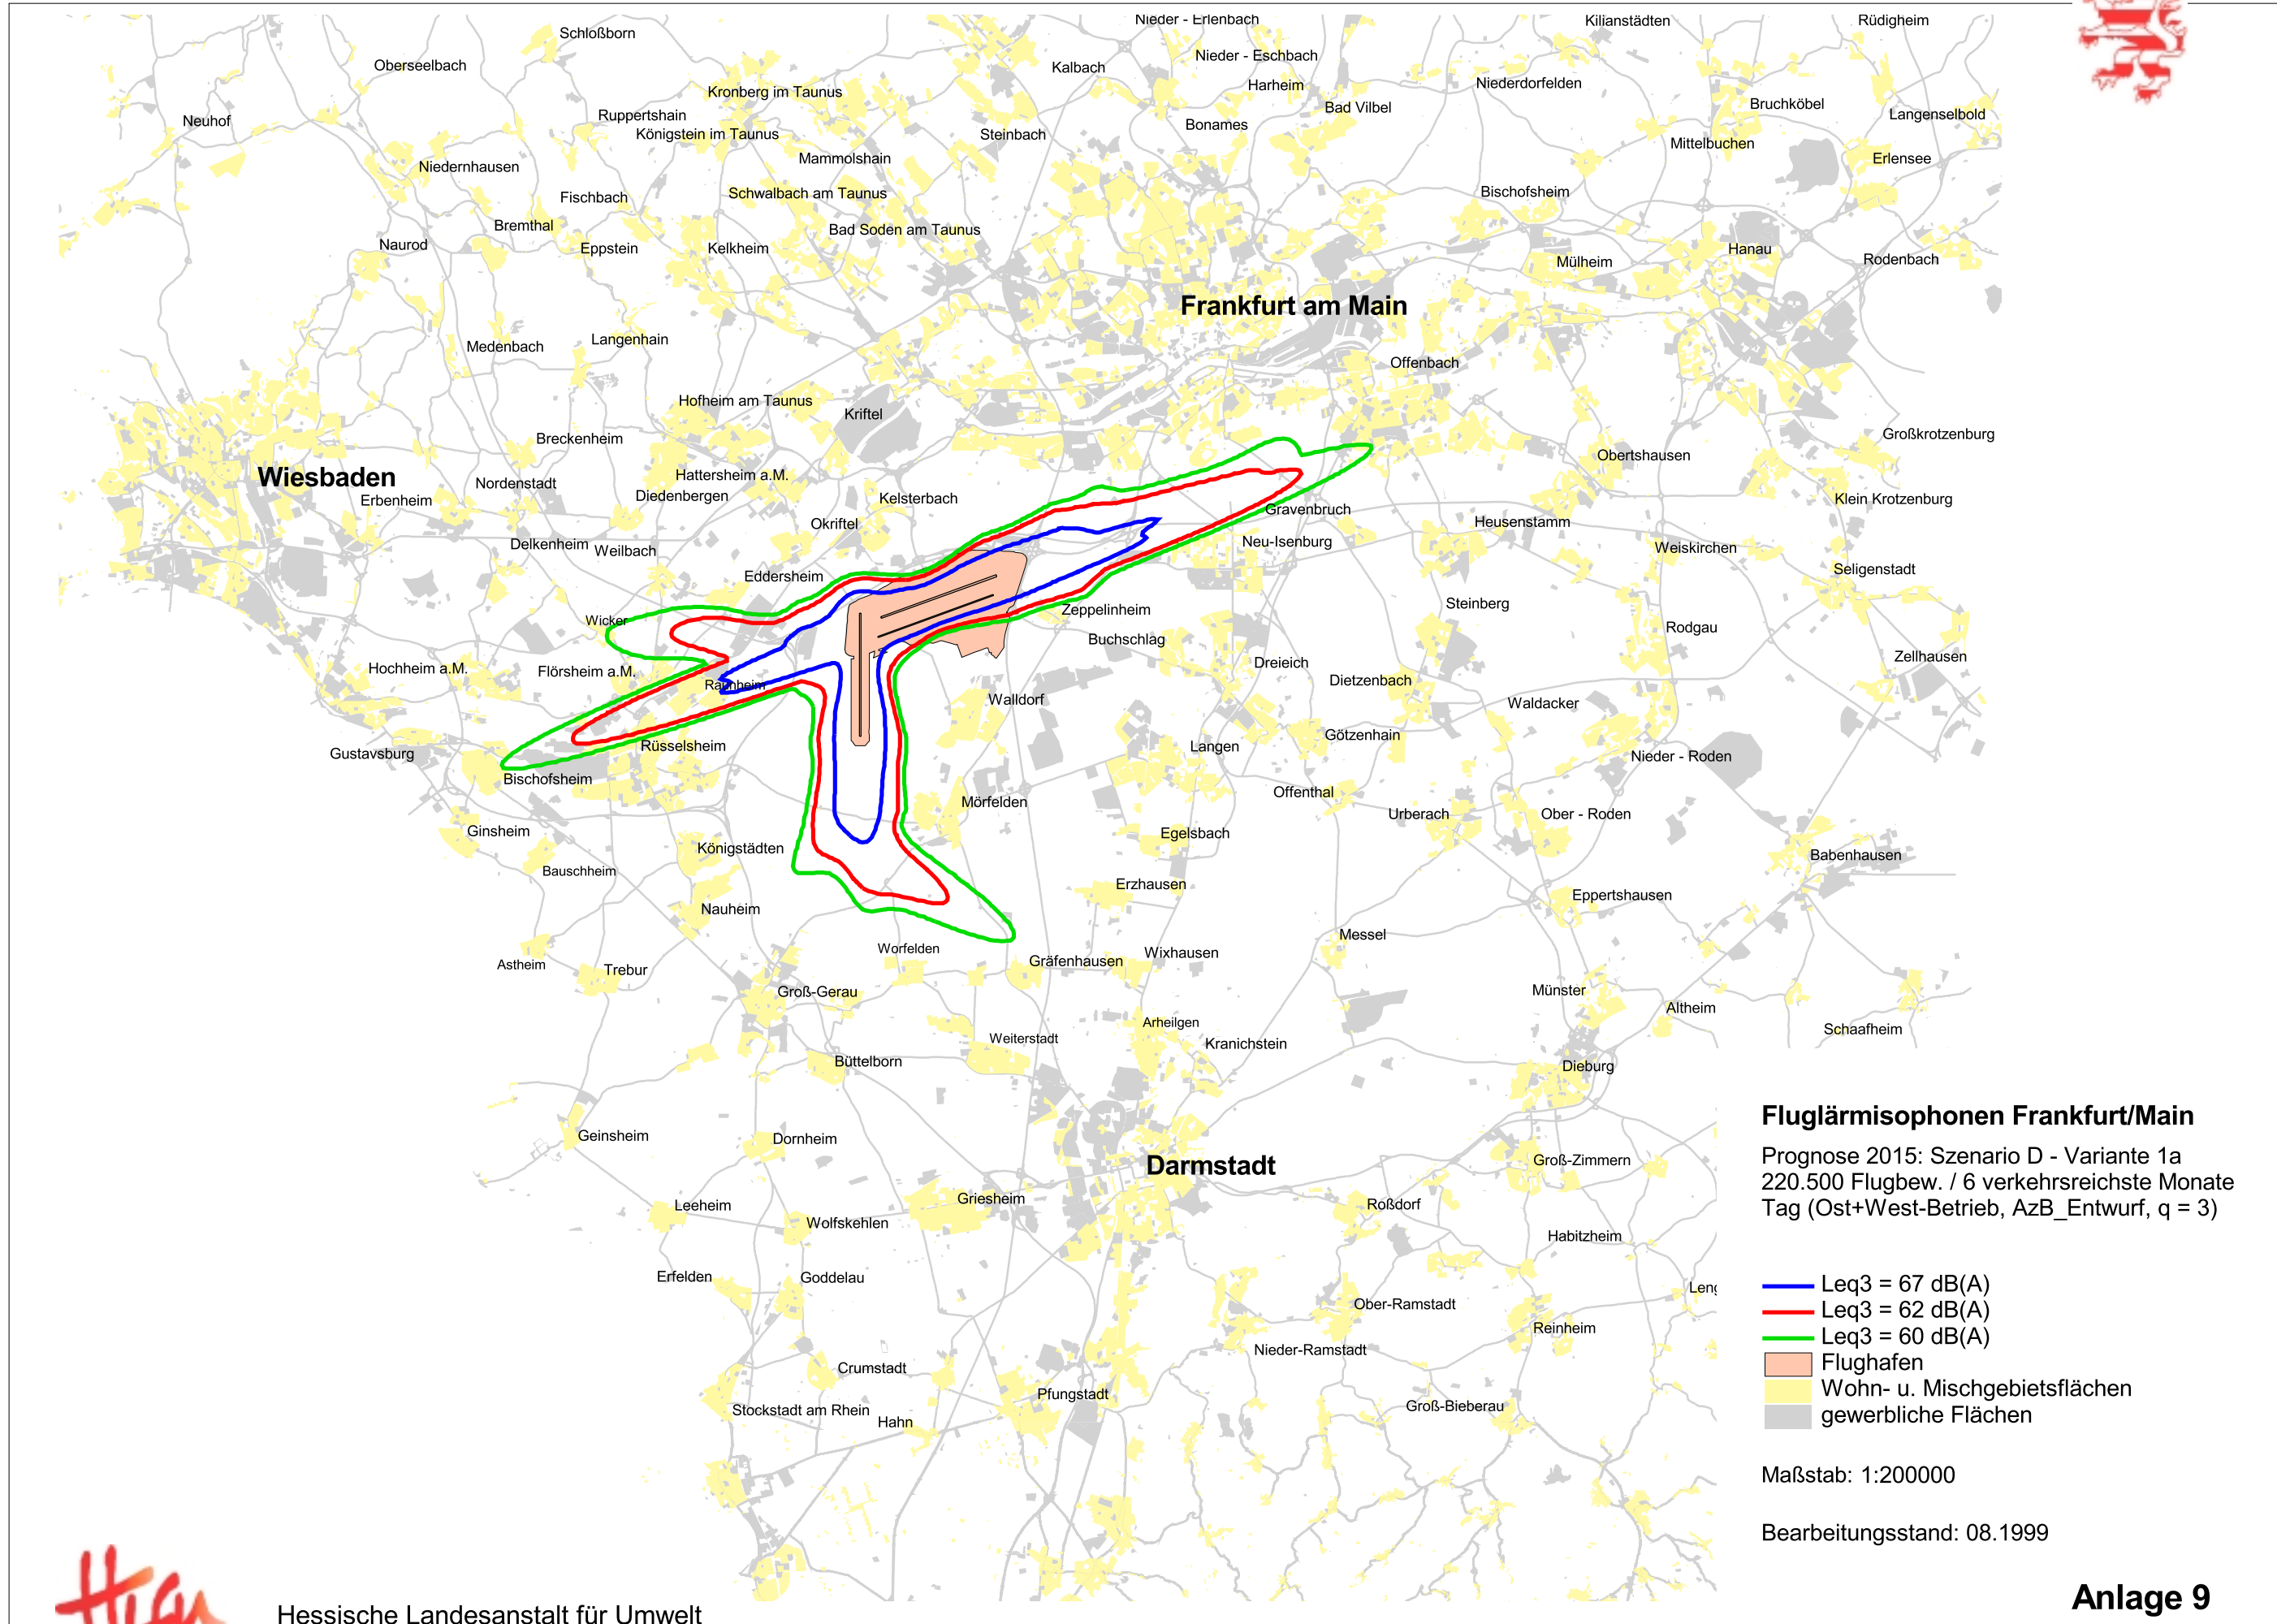 Nieder - Erlenbach
Kilianstädten
Rüdigheim
Schloßborn
Nieder - Eschbach
Oberseelbach
Kalbach
Harheim
Niederdorfelden
Kronberg im Taunus
Bad Vilbel
Bruchköbel
Langenselbold
Ruppertshain
Neuhof
Bonames
Königstein im Taunus
Steinbach
Mittelbuchen
Mammolshain
Erlensee
Niedernhausen
Schwalbach am Taunus
Bischofsheim
Fischbach
Bremthal
Bad Soden am Taunus
Naurod
Eppstein
Kelkheim
Hanau
Mülheim
Rodenbach
Frankfurt am Main
Langenhain
Medenbach
Offenbach
Hofheim am Taunus
Kriftel
Breckenheim
Großkrotzenburg
Obertshausen
Wiesbaden
Hattersheim a.M.
Nordenstadt
Diedenbergen
Erbenheim
Kelsterbach
Klein Krotzenburg
Gravenbruch
Okriftel
Heusenstamm
Delkenheim
Weilbach
Neu-Isenburg
Weiskirchen
Eddersheim
Seligenstadt
Zeppelinheim
Steinberg
Wicker
Rodgau
Buchschlag
Zellhausen
Dreieich
Hochheim a.M.
Flörsheim a.M.
Raunheim
Dietzenbach
Walldorf
Waldacker
Götzenhain
Rüsselsheim
Langen
Gustavsburg
Nieder - Roden
Bischofsheim
Offenthal
Mörfelden
Urberach
Ober - Roden
Ginsheim
Egelsbach
Königstädten
Babenhausen
Bauschheim
Erzhausen
Eppertshausen
Nauheim
Messel
Worfelden
Wixhausen
Gräfenhausen
Astheim
Trebur
Groß-Gerau
Münster
Altheim
Arheilgen
Schaafheim
Weiterstadt
Kranichstein
Büttelborn
Dieburg
Geinsheim
Dornheim
Darmstadt
Groß-Zimmern
Griesheim
Leeheim
Roßdorf
Wolfskehlen
Habitzheim
Erfelden
Goddelau
Leng
Ober-Ramstadt
Reinheim
Nieder-Ramstadt
Crumstadt
Pfungstadt
Stockstadt am Rhein
Groß-Bieberau
Hahn
Fluglärmisophonen Frankfurt/Main
Prognose 2015: Szenario D - Variante 1a
220.500 Flugbew. / 6 verkehrsreichste Monate
Tag (Ost+West-Betrieb, AzB_Entwurf, q = 3)
Leq3 = 67 dB(A)
Leq3 = 62 dB(A)
Leq3 = 60 dB(A)
Flughafen
Wohn- u. Mischgebietsflächen
gewerbliche Flächen
Maßstab: 1:200000
Bearbeitungsstand: 08.1999
Anlage 9
Hessische Landesanstalt für Umwelt